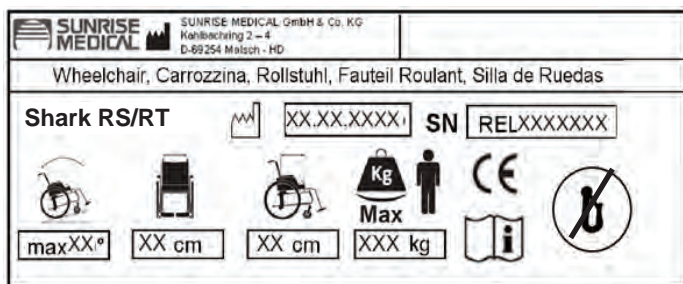 SUNRISE MEDICAL
SUNRISE MEDICAL GmbH & Co. KG
Kahlbachring 2 – 4
D-69254 Malsch - HD
Wheelchair, Carrozzina, Rollstuhl, Fauteil Roulant, Silla de Ruedas
Shark RS/RT
XX.XX.XXXX
SN RELXXXXXXX
Kg
Max
CE
i
maxXX°
XX cm
XX cm
XXX kg